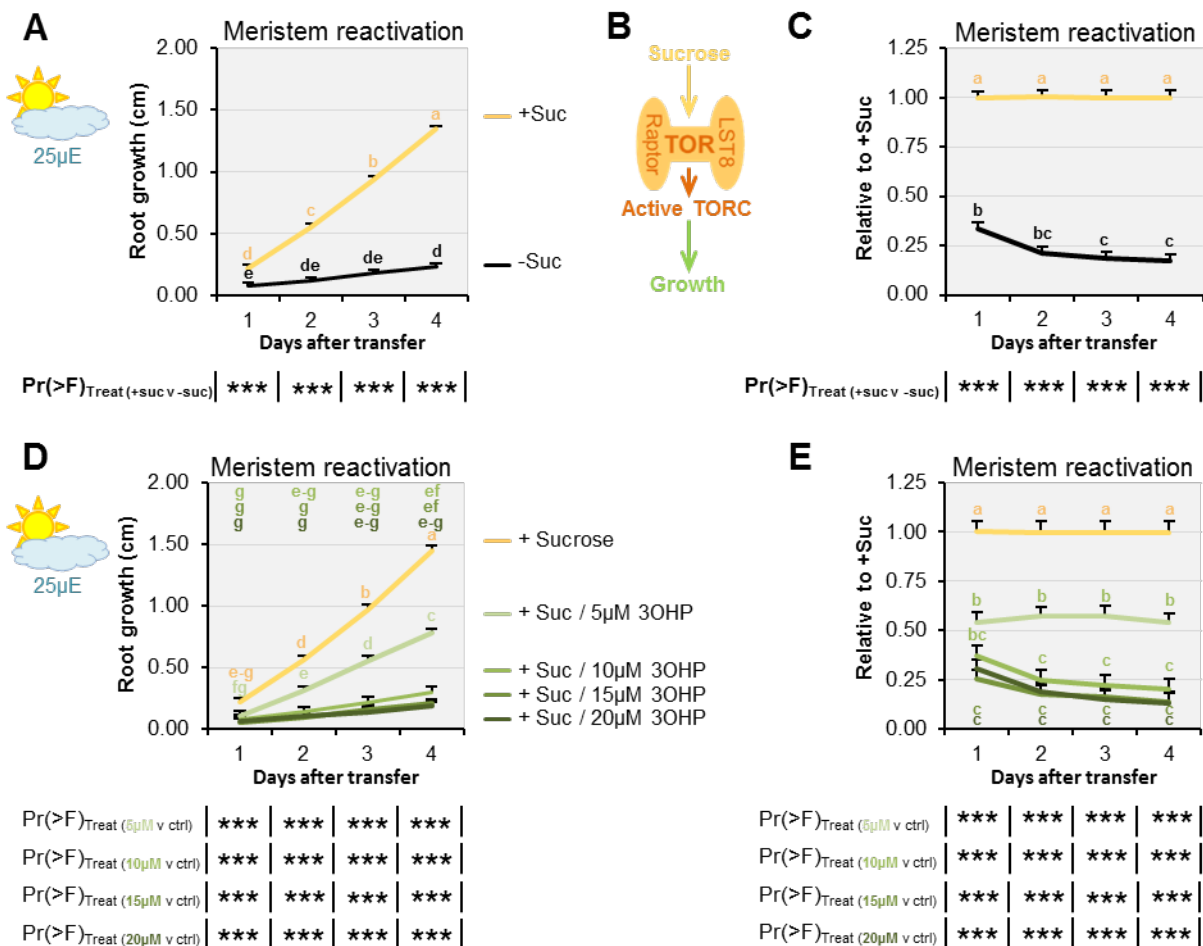 A
Meristem reactivation
25µE
Root growth (cm)
2.00
1.50
1.00
0.50
0.00
a
b
c
d
e
de
de
d
+Suc
-Suc
1 2 3 4
Days after transfer
Pr(>F)Treat (+suc v -suc) *** *** *** ***
B
Sucrose
Raptor
TOR
LST8
Active TORC
Growth
C
Meristem reactivation
Relative to +Suc
1.25
1.00
0.75
0.50
0.25
0.00
a a a a
b
bc
c
c
1 2 3 4
Days after transfer
Pr(>F)Treat (+suc v -suc) *** *** *** ***
D
Meristem reactivation
25µE
Root growth (cm)
2.00
1.50
1.00
0.50
0.00
g e-g e-g ef
g g e-g ef
g g e-g e-g
a
b
c
d
d
e
e-g
fg
+ Sucrose
+ Suc / 5µM 3OHP
+ Suc / 10µM 3OHP
+ Suc / 15µM 3OHP
+ Suc / 20µM 3OHP
1 2 3 4
Days after transfer
Pr(>F)Treat (5µM v ctrl) *** *** *** ***
Pr(>F)Treat (10µM v ctrl) *** *** *** ***
Pr(>F)Treat (15µM v ctrl) *** *** *** ***
Pr(>F)Treat (20µM v ctrl) *** *** *** ***
E
Meristem reactivation
Relative to +Suc
1.25
1.00
0.75
0.50
0.25
0.00
a a a a
b b b b
bc c c c
c c c c
c c c c
1 2 3 4
Days after transfer
Pr(>F)Treat (5µM v ctrl) *** *** *** ***
Pr(>F)Treat (10µM v ctrl) *** *** *** ***
Pr(>F)Treat (15µM v ctrl) *** *** *** ***
Pr(>F)Treat (20µM v ctrl) *** *** *** ***